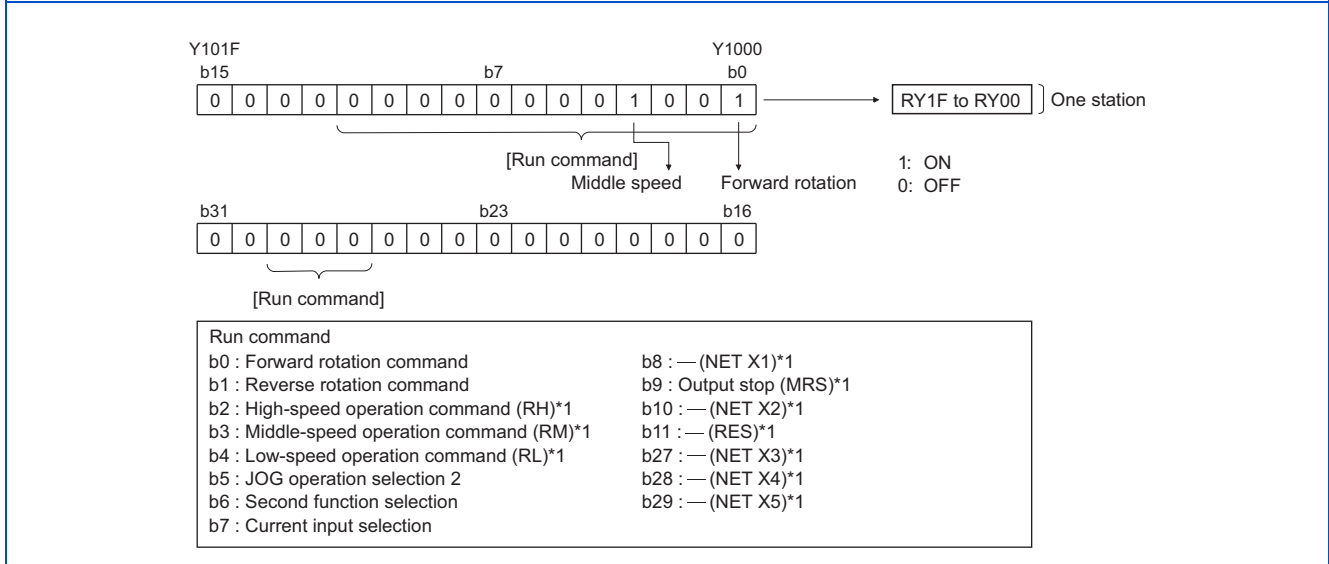 Y101F Y1000
b15 b7 b0
0 0 0 0 0 0 0 0 0 0 0 0 1 0 0 1 RY1F to RY00 One station
[Run command] 1: ON
Middle speed Forward rotation 0: OFF
b31 b23 b16
0 0 0 0 0 0 0 0 0 0 0 0 0 0 0 0
[Run command]
Run command
b0 : Forward rotation command
b1 : Reverse rotation command
b2 : High-speed operation command (RH)*1
b3 : Middle-speed operation command (RM)*1
b4 : Low-speed operation command (RL)*1
b5 : JOG operation selection 2
b6 : Second function selection
b7 : Current input selection
b8 : — (NET X1)*1
b9 : Output stop (MRS)*1
b10 : — (NET X2)*1
b11 : — (RES)*1
b27 : — (NET X3)*1
b28 : — (NET X4)*1
b29 : — (NET X5)*1